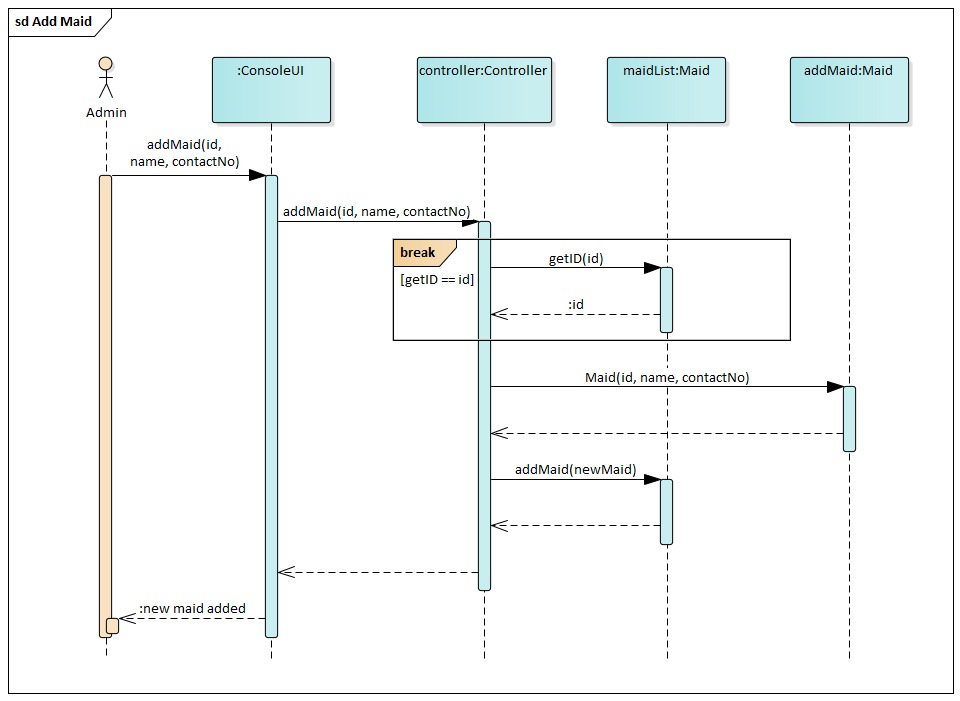 sd Add Maid
:ConsoleUI
controller:Controller
maidList:Maid
addMaid:Maid
Admin
addMaid(id,
name, contactNo)
addMaid(id, name, contactNo)
break
getID(id)
[getID == id]
:id
Maid(id, name, contactNo)
addMaid(newMaid)
:new maid added